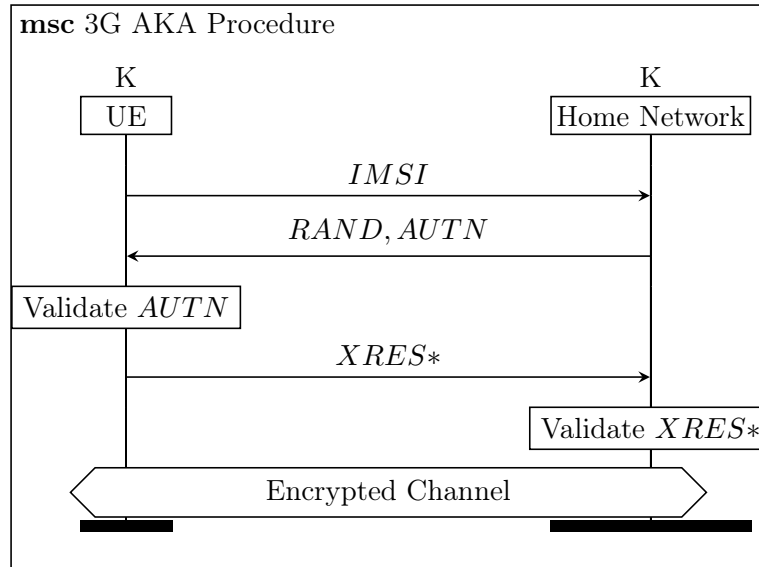 msc 3G AKA Procedure
K K
UE Home Network
IMSI
RAND, AUTN
Validate AUTN
XRES*
Validate XRES*
Encrypted Channel